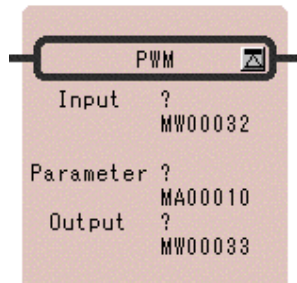 PWM
Input ?
MW00032
Parameter ?
MA00010
Output ?
MW00033